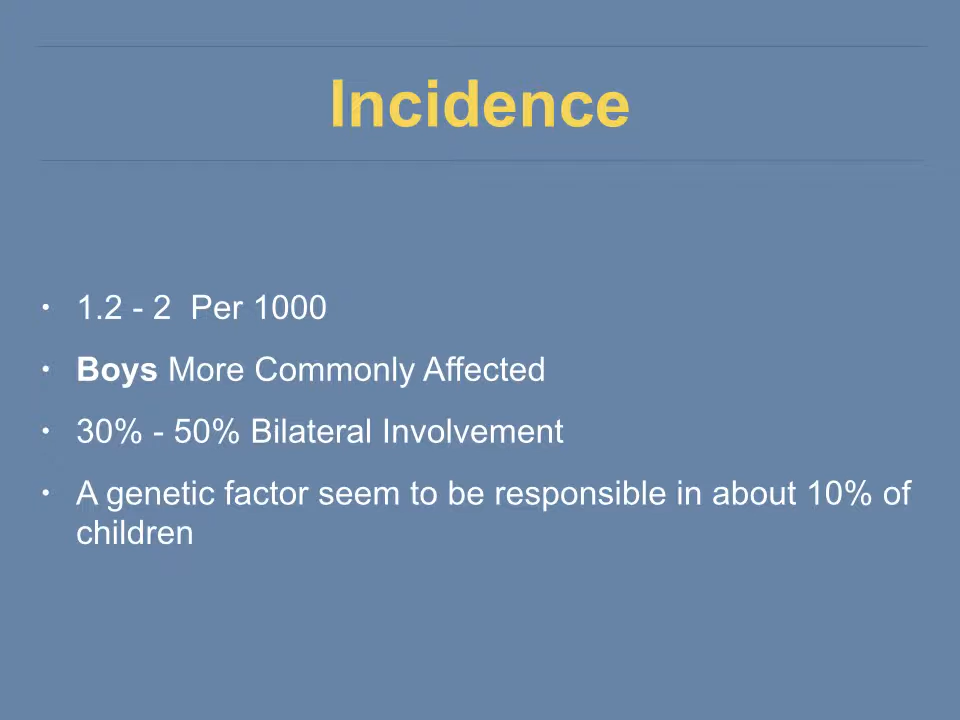 Incidence
• 1.2 - 2  Per 1000
• Boys More Commonly Affected
• 30% - 50% Bilateral Involvement
• A genetic factor seem to be responsible in about 10% of
children